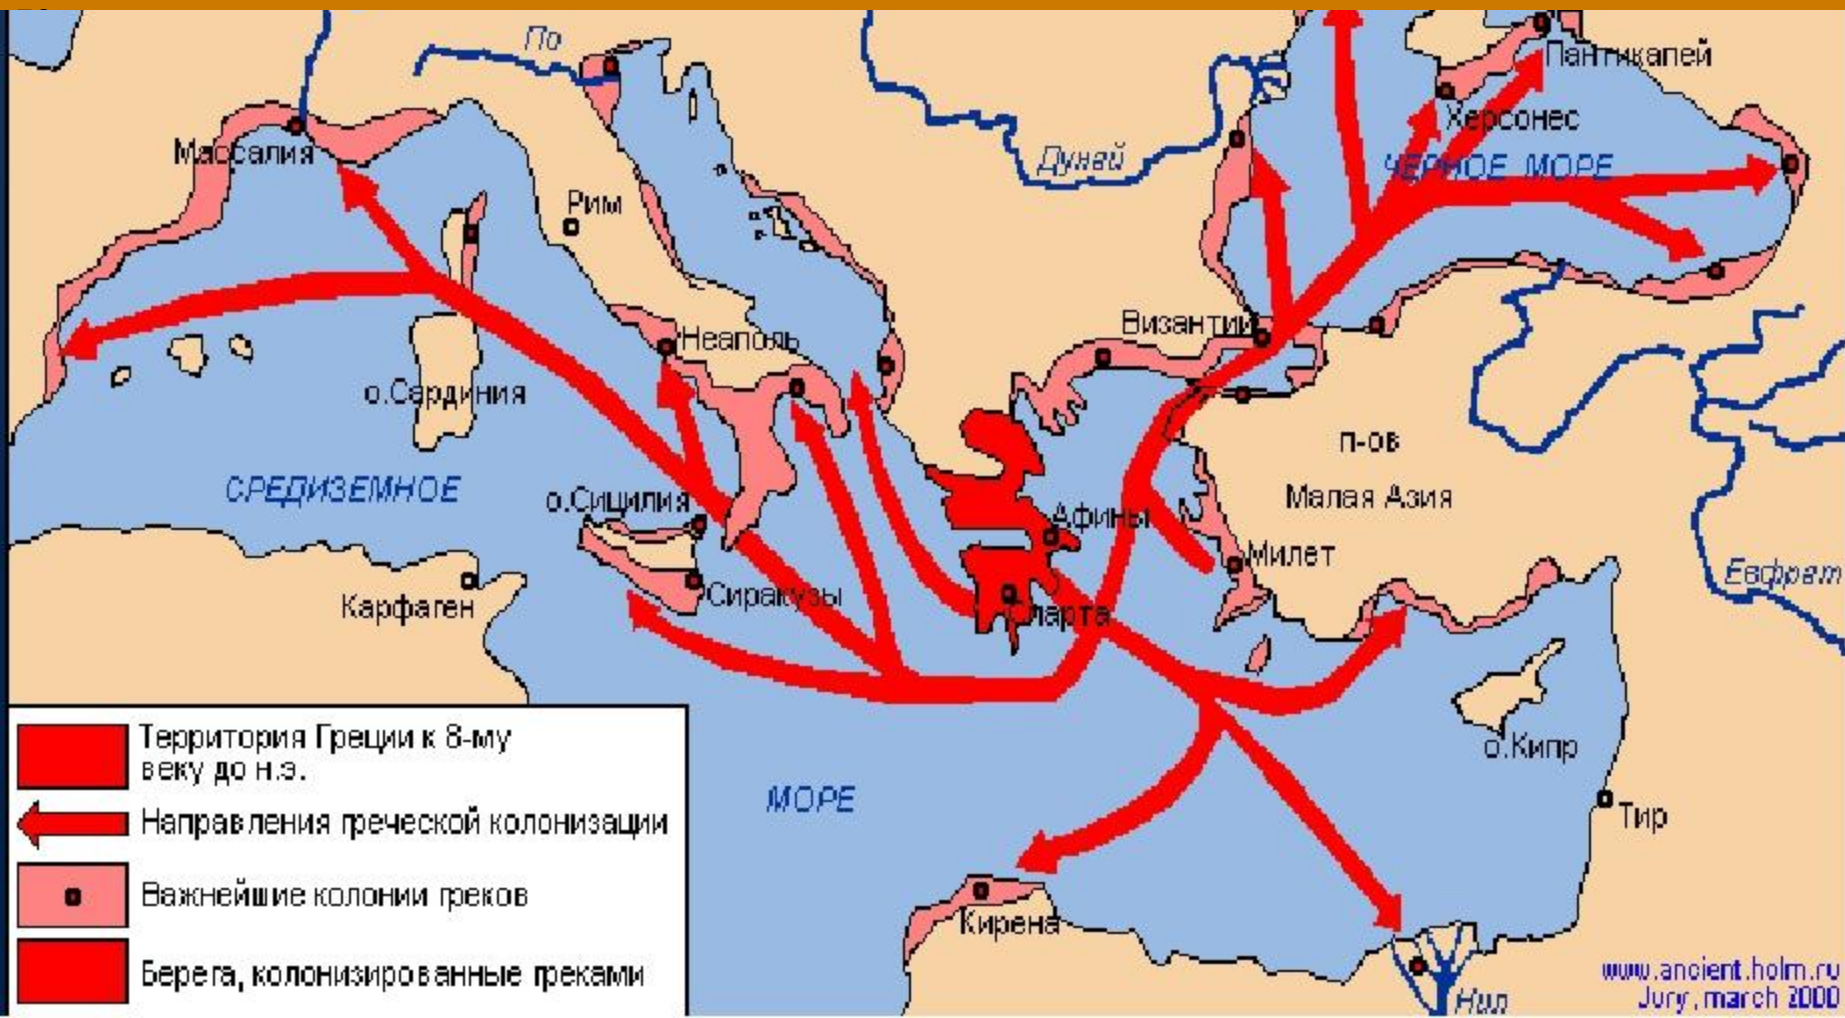 По
Пантикапей
Херсонес
Массалия
Дунай
ЧЕРНОЕ МОРЕ
Рим
Византий
Неаполь
о.Сардиния
п-ов
Малая Азия
СРЕДИЗЕМНОЕ
о.Сицилия
Афины
Милет
Евфрат
Карфаген
Сиракузы
Спарта
о.Кипр
МОРЕ
Тир
Кирена
Нил
Территория Греции к 8-му
веку до н.э.
Направления греческой колонизации
Важнейшие колонии греков
Берега, колонизированные греками
www.ancient.holm.ru
Jury, march 2000